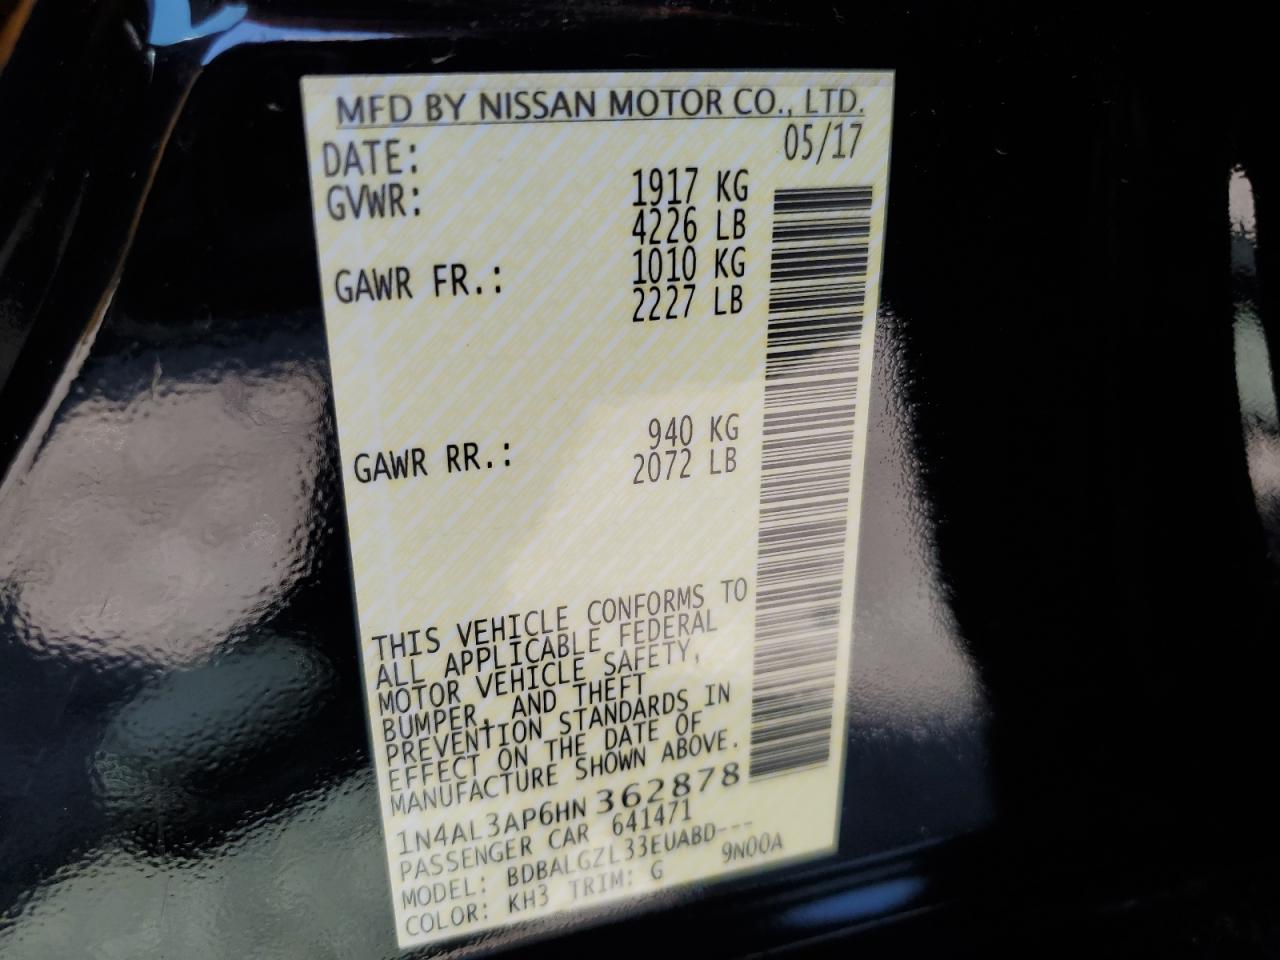 MFD BY NISSAN MOTOR CO., LTD.
DATE: 05/17
GVWR: 1917 KG
4226 LB
GAWR FR.: 1010 KG
2227 LB
GAWR RR.: 940 KG
2072 LB
THIS VEHICLE CONFORMS TO
ALL APPLICABLE FEDERAL
MOTOR VEHICLE SAFETY,
BUMPER, AND THEFT
PREVENTION STANDARDS IN
EFFECT ON THE DATE OF
MANUFACTURE SHOWN ABOVE.
1N4AL3AP6HN362878
PASSENGER CAR 641471
MODEL: BDBALGZL33EUABD---
COLOR: KH3 TRIM: G 9N00A